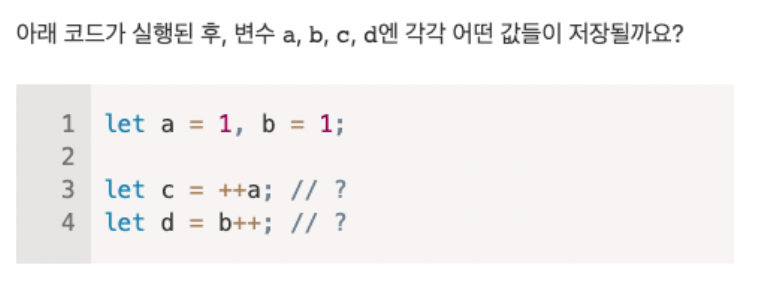 아래 코드가 실행된 후, 변수 a, b, c, d엔 각각 어떤 값들이 저장될까요?
1 let a = 1, b = 1;
2
3 let c = ++a; // ?
4 let d = b++; // ?